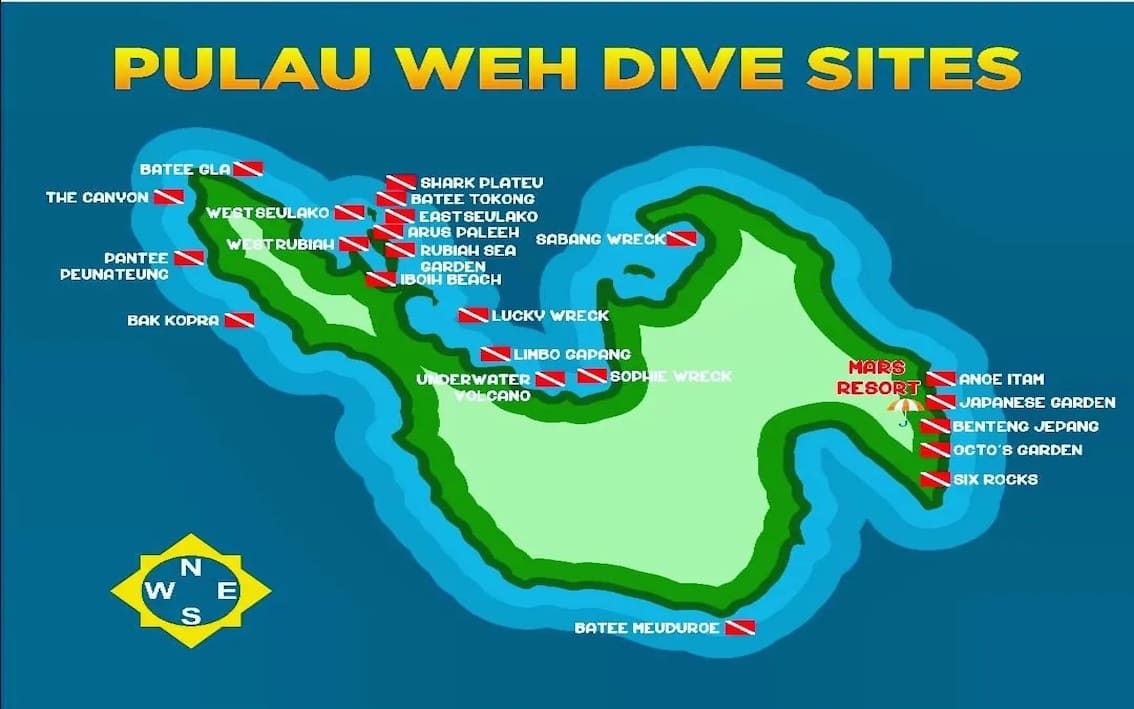 PULAU WEH DIVE SITES
BATEE GLA
THE CANYON
WEST SEULAKO
WEST RUBIAH
PANTEE
PEUNATEUNG
BAK KOPRA
SHARK PLATEU
BATEE TOKONG
EAST SEULAKO
ARUS PALEEH
RUBIAH SEA
GARDEN
IBOIH BEACH
SABANG WRECK
LUCKY WRECK
LIMBO GAPANG
UNDERWATER
VOLCANO
SOPHIE WRECK
MARS
RESORT
ANOE ITAM
JAPANESE GARDEN
BENTENG JEPANG
OCTO'S GARDEN
SIX ROCKS
N
W E
S
BATEE MEUDUROE